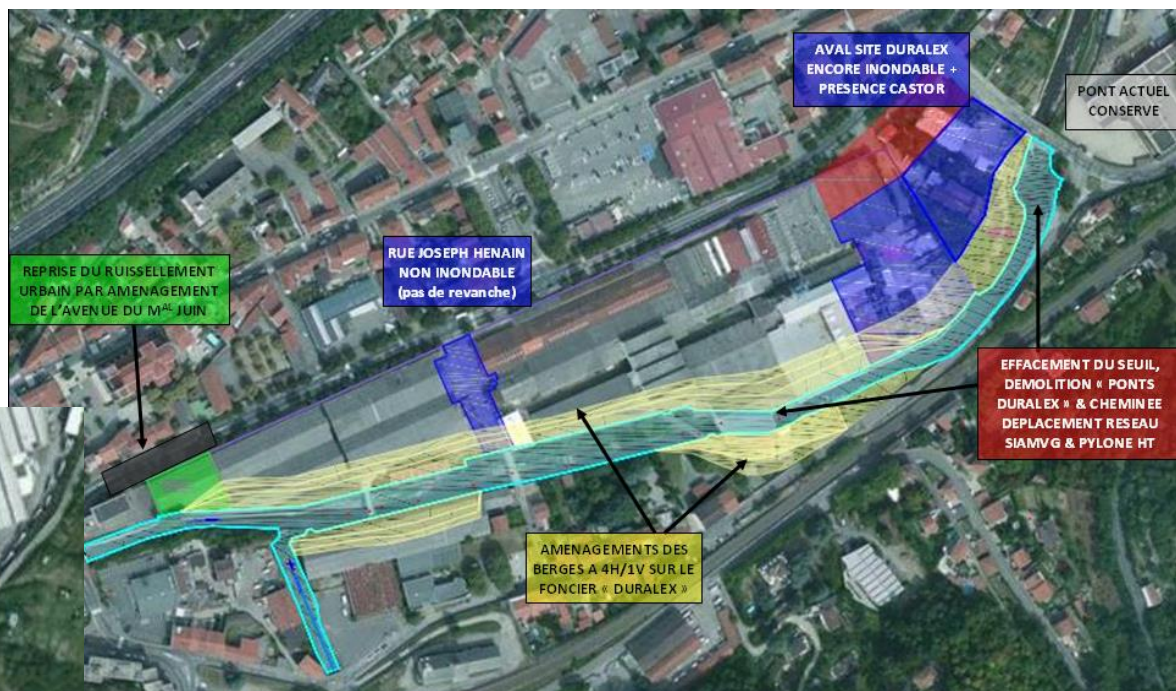 AVAL SITE DURALEX
ENCORE INONDABLE +
PRESENCE CASTOR
PONT ACTUEL
CONSERVE
RUE JOSEPH HENAIN
NON INONDABLE
(pas de revanche)
REPRISE DU RUISSELLEMENT
URBAIN PAR AMENAGEMENT
DE L'AVENUE DU MAL JUIN
EFFACEMENT DU SEUIL,
DEMOLITION « PONTS
DURALEX » & CHEMINEE
DEPLACEMENT RESEAU
SIAMVG & PYLONE HT
AMENAGEMENTS DES
BERGES A 4H/1V SUR LE
FONCIER « DURALEX »